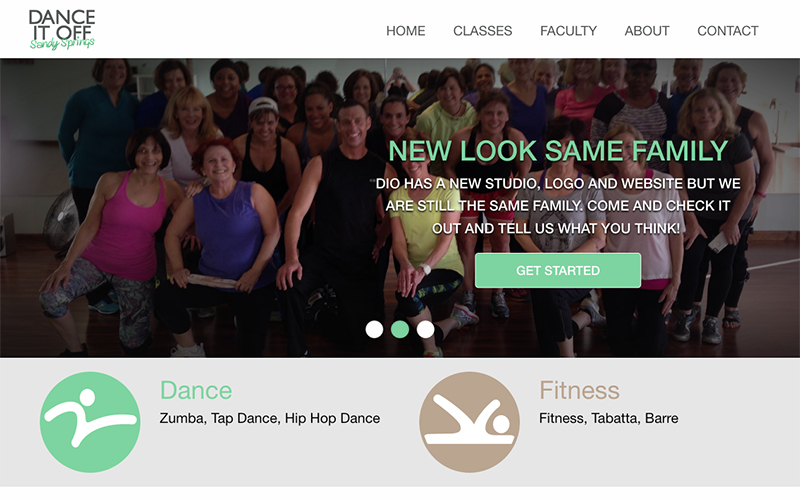 DANCE
IT OFF
Sandy Springs
HOME CLASSES FACULTY ABOUT CONTACT
NEW LOOK SAME FAMILY
DIO HAS A NEW STUDIO, LOGO AND WEBSITE BUT WE
ARE STILL THE SAME FAMILY. COME AND CHECK IT
OUT AND TELL US WHAT YOU THINK!
GET STARTED
Dance
Zumba, Tap Dance, Hip Hop Dance
Fitness
Fitness, Tabatta, Barre